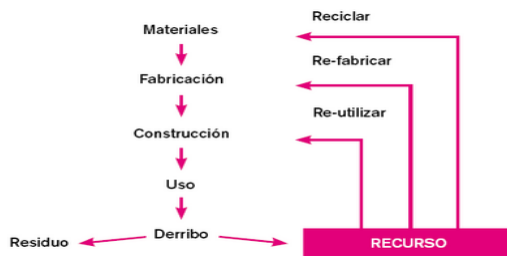 Reciclar
Materiales
Re-fabricar
Fabricación
Re-utilizar
Construcción
Uso
Derribo
Residuo
RECURSO